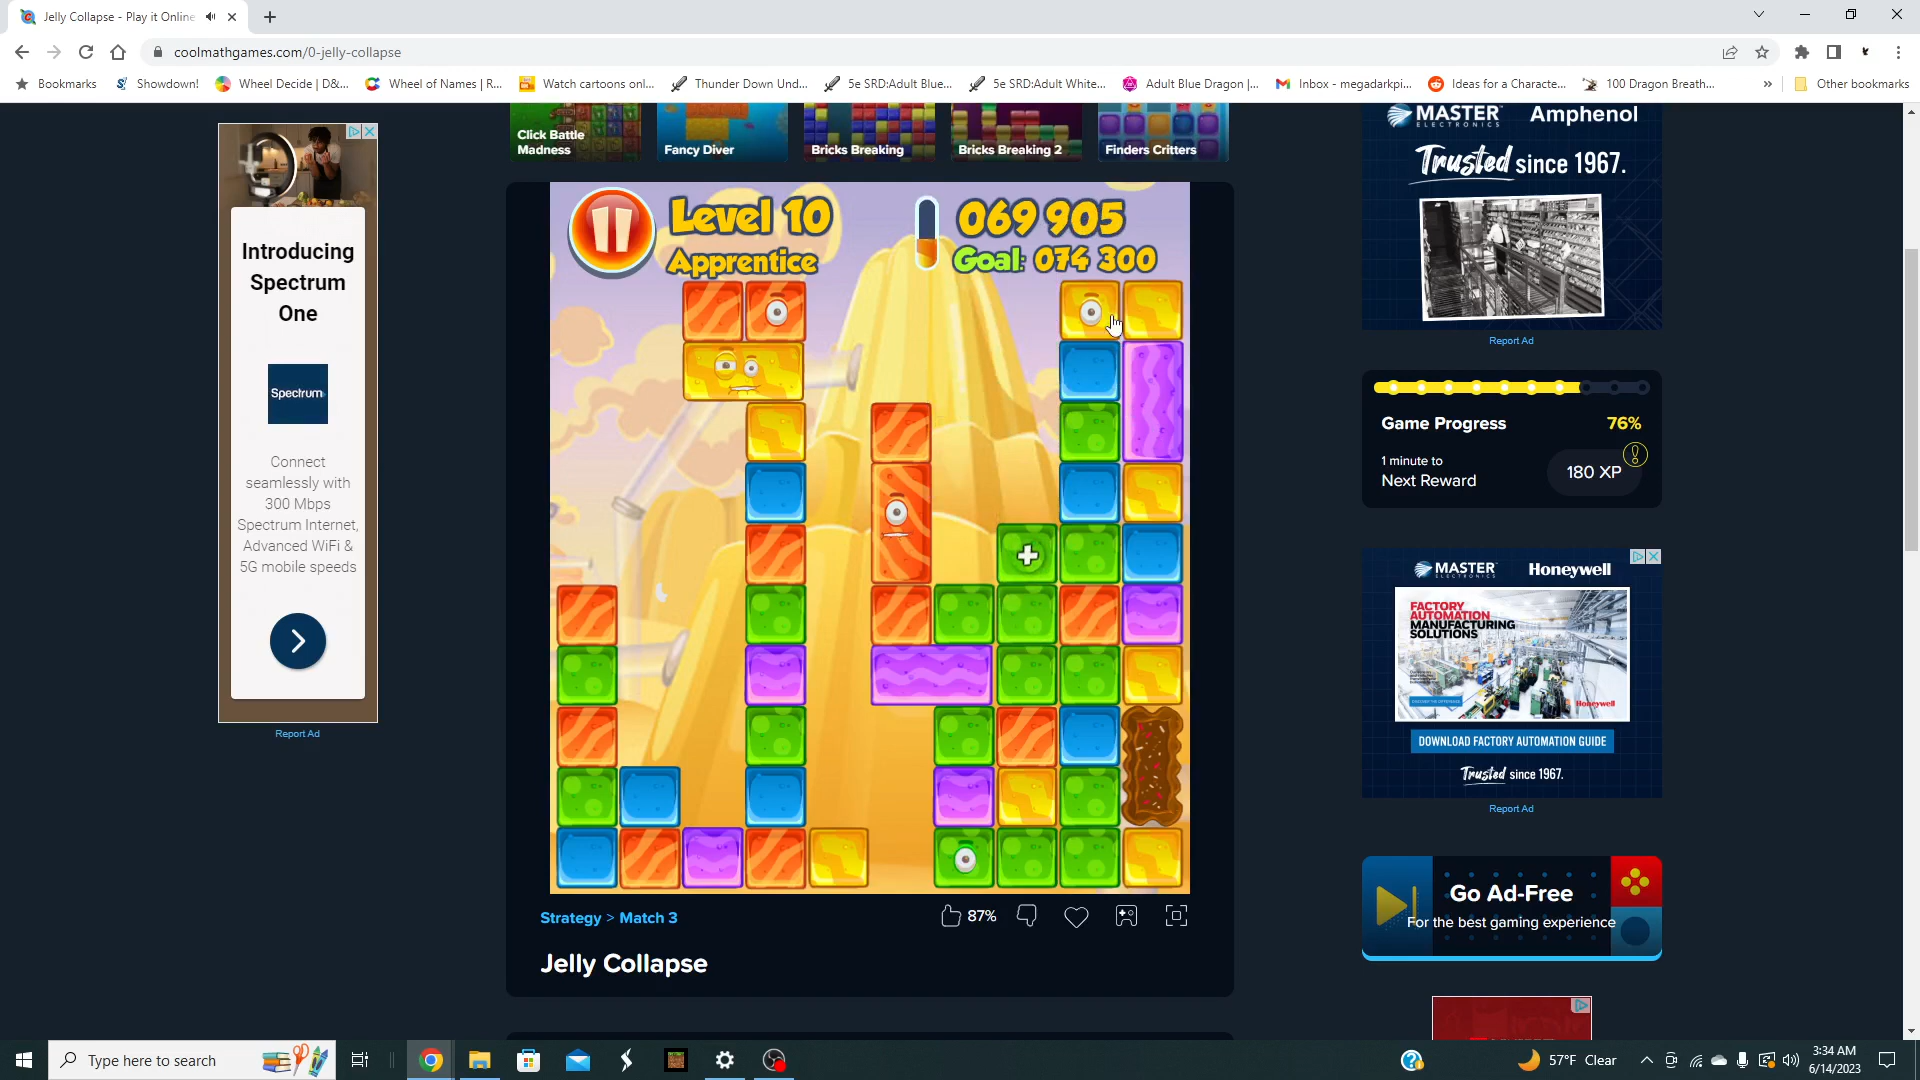 Jelly Collapse - Play it Online
coolmathgames.com/0-jelly-collapse
Bookmarks
Showdown!
Wheel Decide | D&...
Wheel of Names | R...
Watch cartoons onl...
Thunder Down Und...
5e SRD:Adult Blue...
5e SRD:Adult White...
Adult Blue Dragon |...
Inbox - megadarkpi...
Ideas for a Characte...
100 Dragon Breath...
»
Other bookmarks
Click Battle
Madness
Fancy Diver
Bricks Breaking
Bricks Breaking 2
Finders Critters
Introducing
Spectrum
One
Spectrum
Connect
seamlessly with
300 Mbps
Spectrum Internet,
Advanced WiFi &
5G mobile speeds
Report Ad
Level 10
Apprentice
069 905
Goal: 074 300
Strategy > Match 3
87%
Jelly Collapse
MASTER
ELECTRONICS
Amphenol
Trusted since 1967.
Report Ad
Game Progress
76%
1 minute to
Next Reward
180 XP
MASTER
ELECTRONICS
Honeywell
FACTORY
AUTOMATION
MANUFACTURING
SOLUTIONS
Honeywell
DOWNLOAD FACTORY AUTOMATION GUIDE
Trusted since 1967.
Report Ad
Go Ad-Free
For the best gaming experience
Type here to search
57°F Clear
3:34 AM
6/14/2023